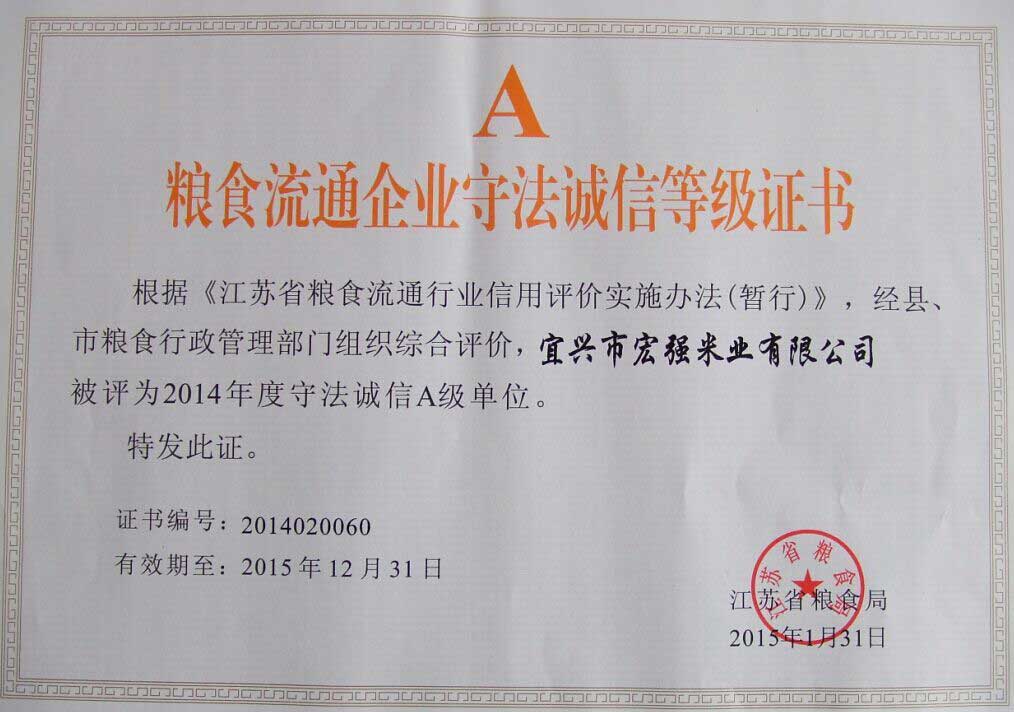 A
粮食流通企业守法诚信等级证书
根据《江苏省粮食流通行业信用评价实施办法(暂行)》,经县、
市粮食行政管理部门组织综合评价,宜兴市宏强米业有限公司
被评为2014年度守法诚信A级单位。
特发此证。
证书编号:2014020060
有效期至:2015年12月31日
江苏省粮食局
江苏省粮食局
2015年1月31日